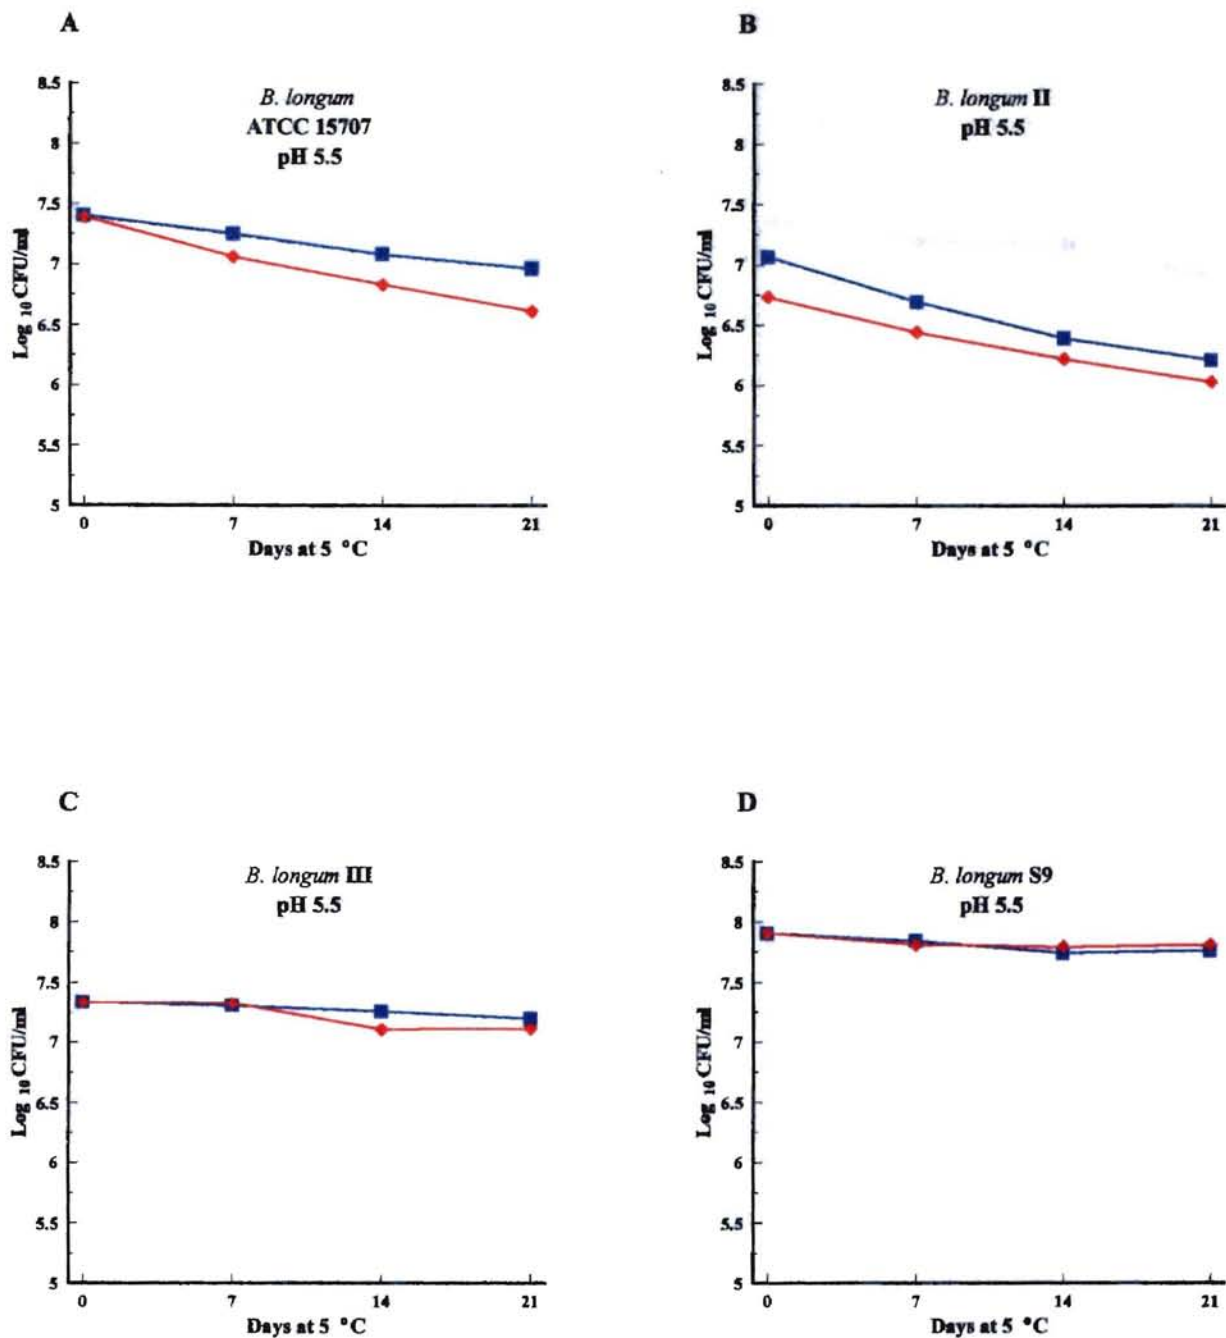 A
8.5
8
7.5
7
6.5
6
5.5
5
Log 10 CFU/ml
B. longum
ATCC 15707
pH 5.5
0 7 14 21
Days at 5 °C
B
8.5
8
7.5
7
6.5
6
5.5
5
Log 10 CFU/ml
B. longum II
pH 5.5
0 7 14 21
Days at 5 °C
C
8.5
8
7.5
7
6.5
6
5.5
5
Log 10 CFU/ml
B. longum III
pH 5.5
0 7 14 21
Days at 5 °C
D
8.5
8
7.5
7
6.5
6
5.5
5
Log 10 CFU/ml
B. longum S9
pH 5.5
0 7 14 21
Days at 5 °C